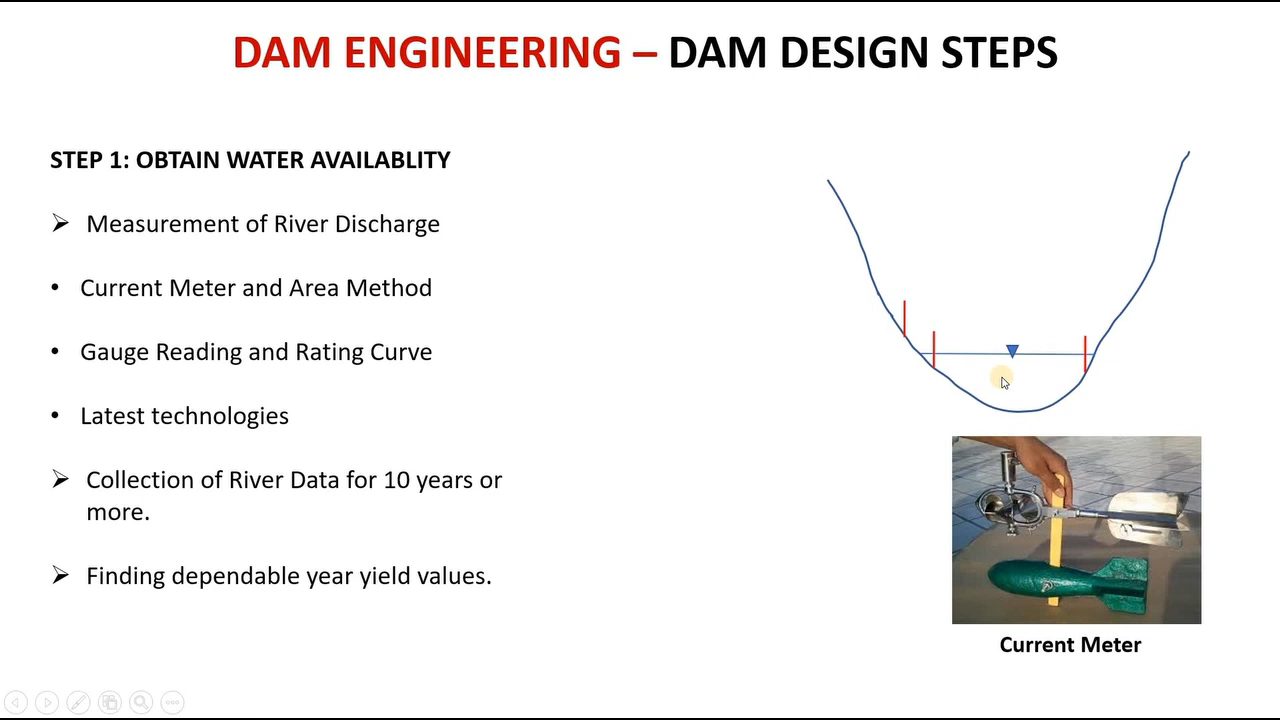 DAM ENGINEERING – DAM DESIGN STEPS
STEP 1: OBTAIN WATER AVAILABLITY
➢ Measurement of River Discharge
• Current Meter and Area Method
• Gauge Reading and Rating Curve
• Latest technologies
➢ Collection of River Data for 10 years or
more.
➢ Finding dependable year yield values.
Current Meter